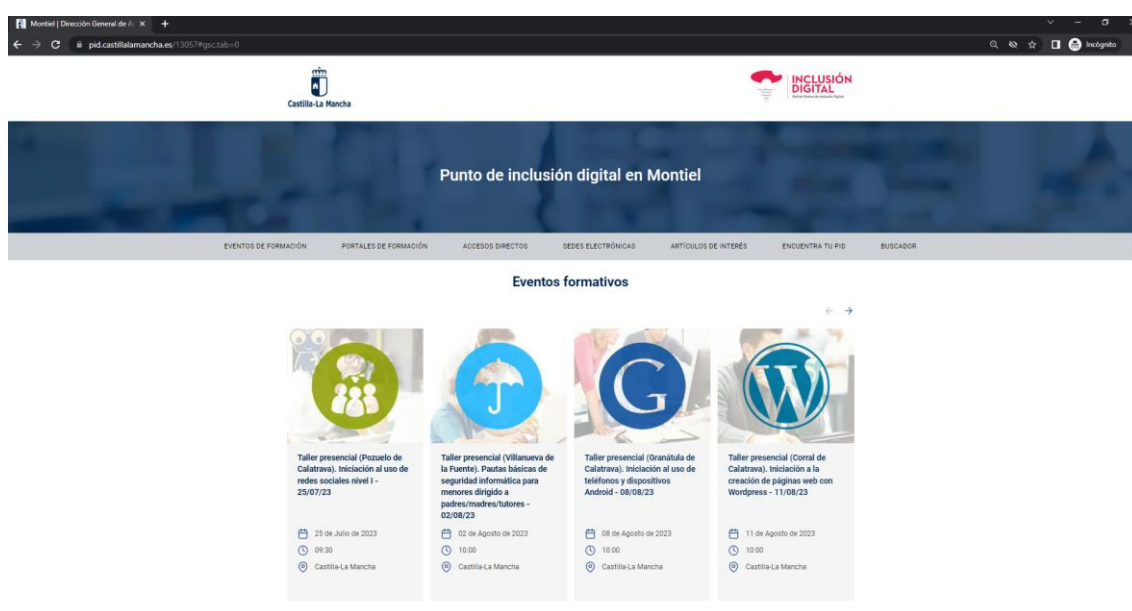 Montiel | Dirección General de A
pid.castillalamancha.es/13057#gsc.tab=0
Incógnito
Castilla-La Mancha
INCLUSIÓN
DIGITAL
Punto de inclusión digital en Montiel
EVENTOS DE FORMACIÓN
PORTALES DE FORMACIÓN
ACCESOS DIRECTOS
SEDES ELECTRÓNICAS
ARTÍCULOS DE INTERÉS
ENCUENTRA TU PID
BUSCADOR
Eventos formativos
Taller presencial (Pozuelo de
Calatrava). Iniciación al uso de
redes sociales nivel I -
25/07/23
25 de Julio de 2023
09:30
Castilla-La Mancha
Taller presencial (Villanueva de
la Fuente). Pautas básicas de
seguridad informática para
menores dirigido a
padres/madres/tutores -
02/08/23
02 de Agosto de 2023
10:00
Castilla-La Mancha
G
Taller presencial (Granátula de
Calatrava). Iniciación al uso de
teléfonos y dispositivos
Android - 08/08/23
08 de Agosto de 2023
10:00
Castilla-La Mancha
W
Taller presencial (Corral de
Calatrava). Iniciación a la
creación de páginas web con
Wordpress - 11/08/23
11 de Agosto de 2023
10:00
Castilla-La Mancha